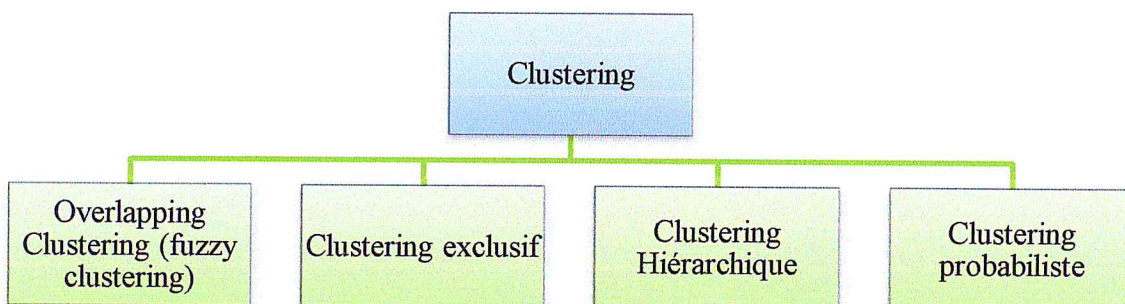 Clustering
Overlapping
Clustering (fuzzy
clustering)
Clustering exclusif
Clustering
Hiérarchique
Clustering
probabiliste